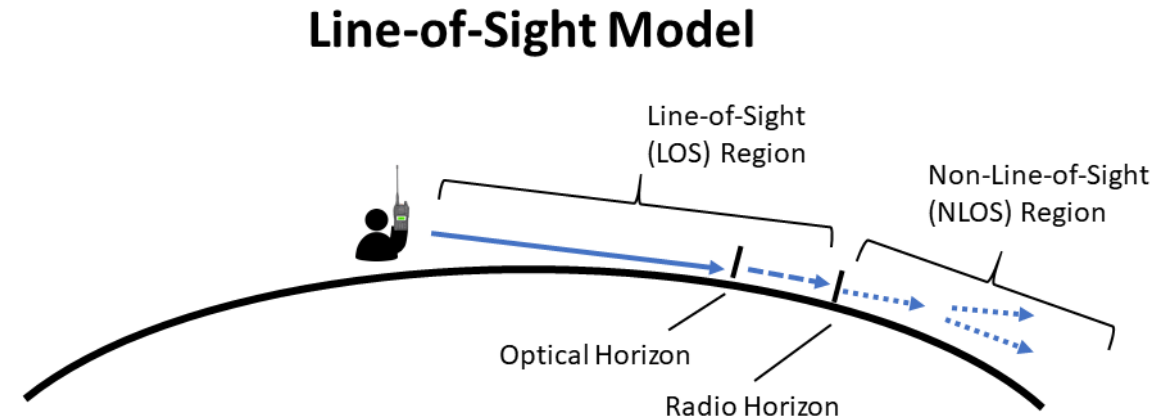 Line-of-Sight Model
Line-of-Sight
(LOS) Region
Non-Line-of-Sight
(NLOS) Region
Optical Horizon
Radio Horizon